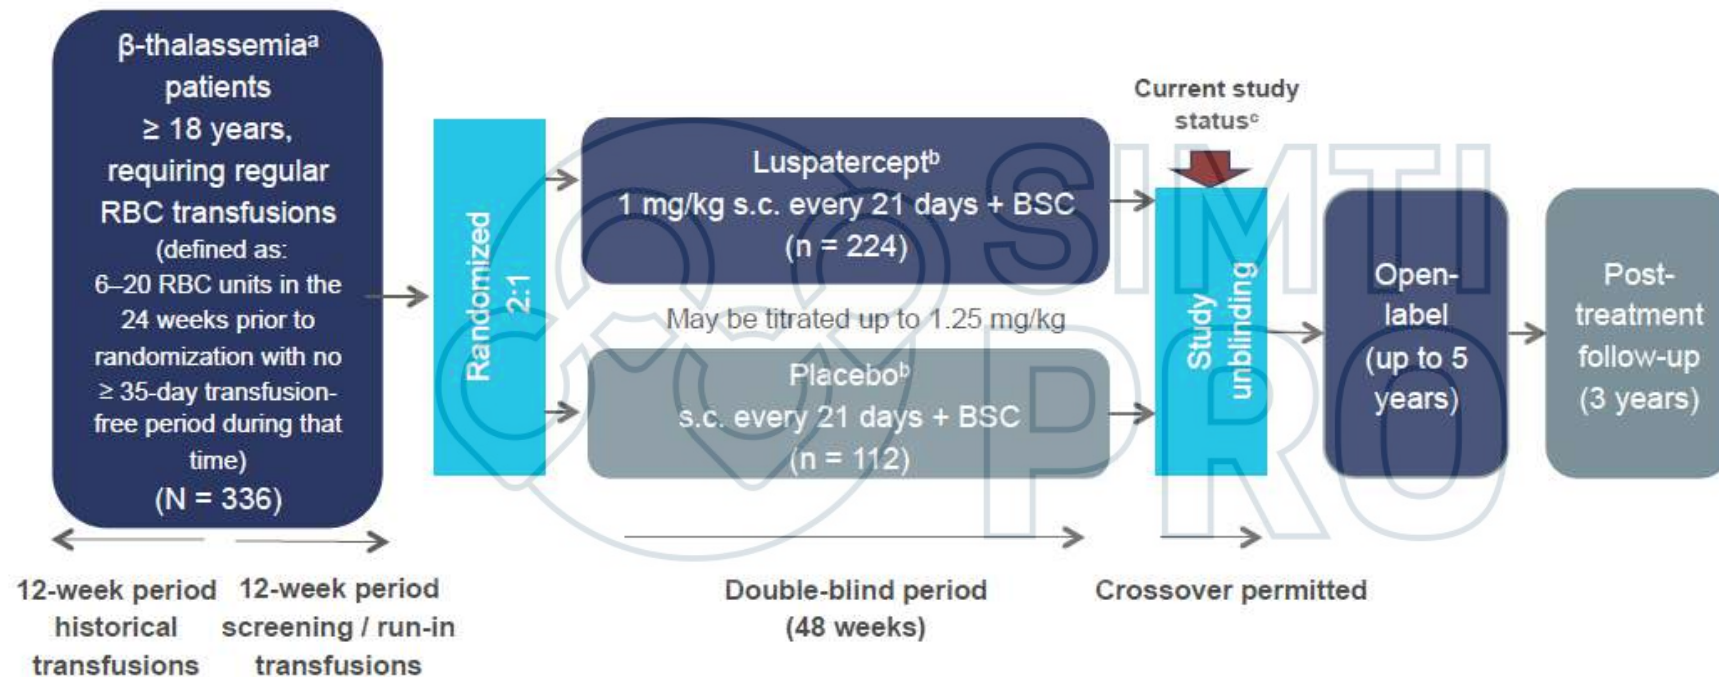 β-thalassemiaᵃ
patients
≥ 18 years,
requiring regular
RBC transfusions
(defined as:
6–20 RBC units in the
24 weeks prior to
randomization with no
≥ 35-day transfusion-
free period during that
time)
(N = 336)
12-week period
historical
transfusions
12-week period
screening / run-in
transfusions
Randomized
2:1
Luspaterceptᵇ
1 mg/kg s.c. every 21 days + BSC
(n = 224)
May be titrated up to 1.25 mg/kg
Placeboᵇ
s.c. every 21 days + BSC
(n = 112)
Double-blind period
(48 weeks)
Current study
statusᶜ
Study
unblinding
Crossover permitted
Open-
label
(up to 5
years)
Post-
treatment
follow-up
(3 years)
SIMTI
PRO